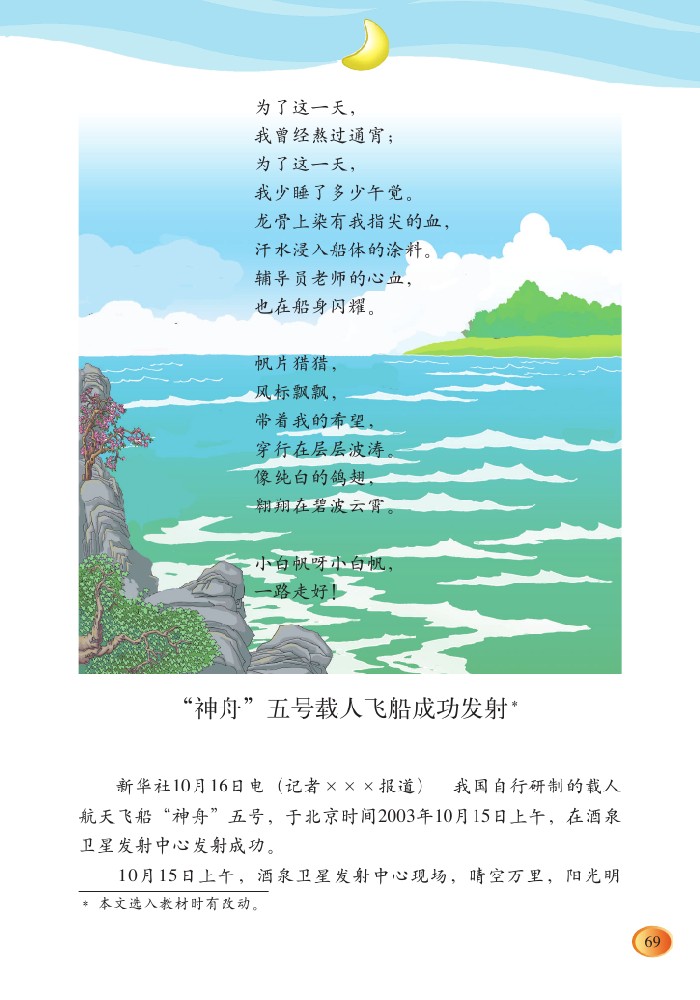 为了这一天，
我曾经熬过通宵；
为了这一天，
我少睡了多少午觉。
龙骨上染有我指尖的血，
汗水浸入船体的涂料。
辅导员老师的心血，
也在船身闪耀。
帆片猎猎，
风标飘飘，
带着我的希望，
穿行在层层波涛。
像纯白的鸽翅，
翱翔在碧波云霄。
小白帆呀小白帆，
一路走好！
“神舟”五号载人飞船成功发射*
新华社10月16日电（记者×××报道） 我国自行研制的载人
航天飞船“神舟”五号，于北京时间2003年10月15日上午，在酒泉
卫星发射中心发射成功。
10月15日上午，酒泉卫星发射中心现场，晴空万里，阳光明
* 本文选入教材时有改动。
69